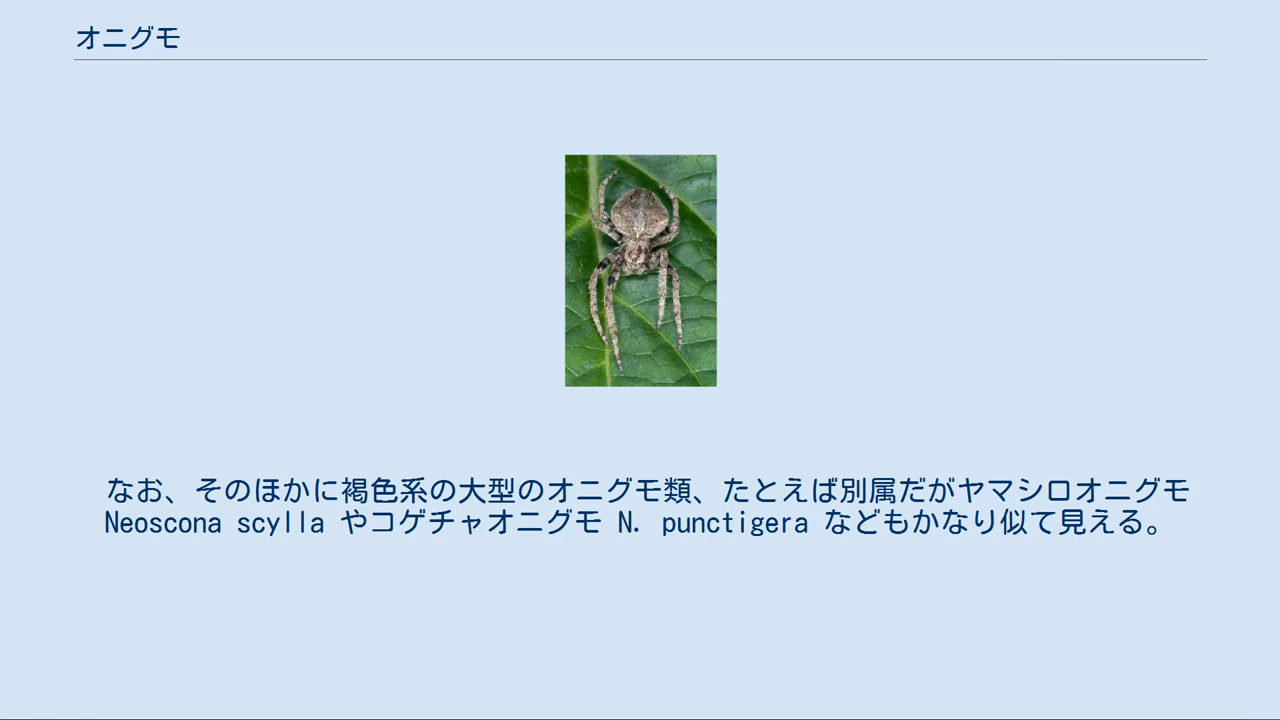 オニグモ
なお、そのほかに褐色系の大型のオニグモ類、たとえば別属だがヤマシロオニグモ
Neoscona scylla やコゲチャオニグモ N. punctigera などもかなり似て見える。